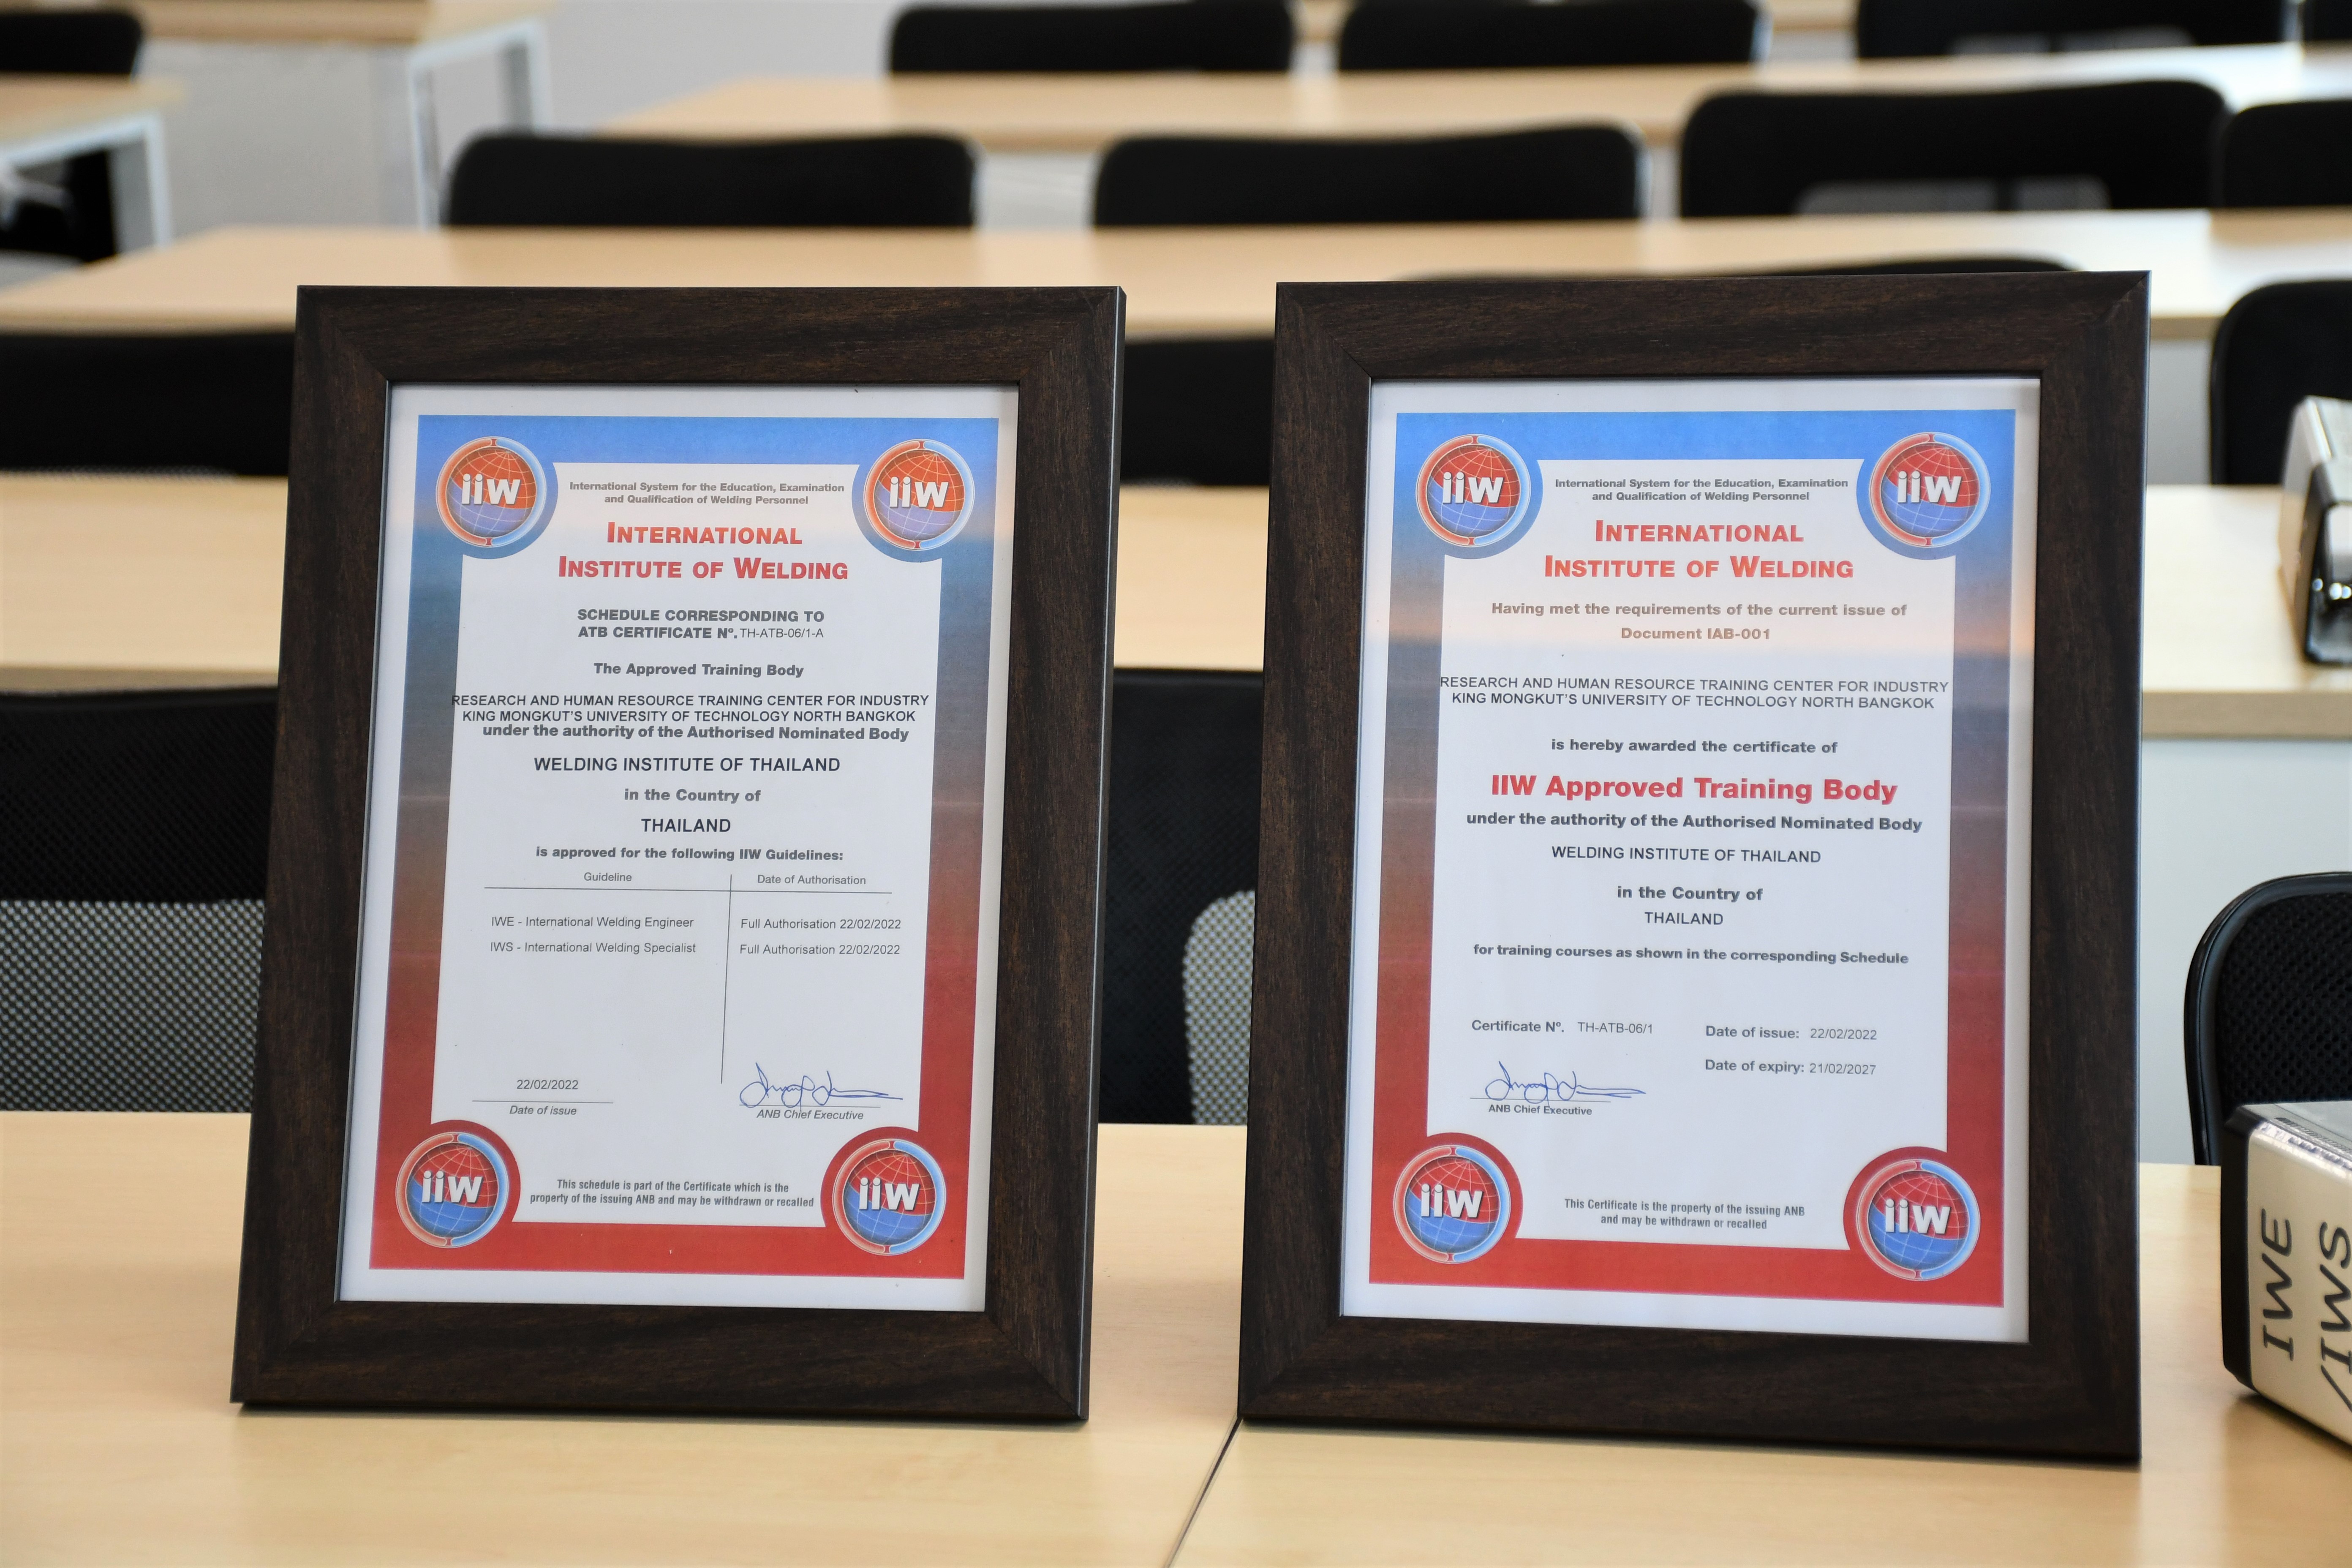 iiw
iiw
International System for the Education, Examination
and Qualification of Welding Personnel
INTERNATIONAL
INSTITUTE OF WELDING
SCHEDULE CORRESPONDING TO
ATB CERTIFICATE Nº. TH-ATB-06/1-A
The Approved Training Body
RESEARCH AND HUMAN RESOURCE TRAINING CENTER FOR INDUSTRY
KING MONGKUT'S UNIVERSITY OF TECHNOLOGY NORTH BANGKOK
under the authority of the Authorised Nominated Body
WELDING INSTITUTE OF THAILAND
in the Country of
THAILAND
is approved for the following IIW Guidelines:
Guideline Date of Authorisation
IWE - International Welding Engineer Full Authorisation 22/02/2022
IWS - International Welding Specialist Full Authorisation 22/02/2022
22/02/2022
Date of issue
ANB Chief Executive
iiw
iiw
This schedule is part of the Certificate which is the
property of the issuing ANB and may be withdrawn or recalled
iiw
iiw
International System for the Education, Examination
and Qualification of Welding Personnel
INTERNATIONAL
INSTITUTE OF WELDING
Having met the requirements of the current issue of
Document IAB-001
RESEARCH AND HUMAN RESOURCE TRAINING CENTER FOR INDUSTRY
KING MONGKUT'S UNIVERSITY OF TECHNOLOGY NORTH BANGKOK
is hereby awarded the certificate of
IIW Approved Training Body
under the authority of the Authorised Nominated Body
WELDING INSTITUTE OF THAILAND
in the Country of
THAILAND
for training courses as shown in the corresponding Schedule
Certificate Nº. TH-ATB-06/1
Date of issue: 22/02/2022
Date of expiry: 21/02/2027
ANB Chief Executive
iiw
iiw
This Certificate is the property of the issuing ANB
and may be withdrawn or recalled
IWE
/IWS